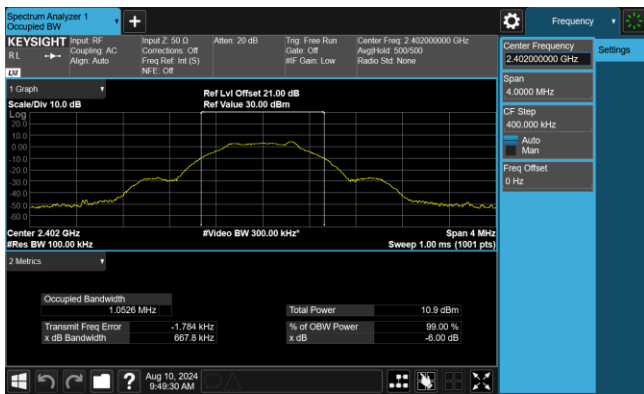 Spectrum Analyzer 1
Occupied BW
Frequency
KEYSIGHT
R L
LXI
Input: RF
Coupling: AC
Align: Auto
Input Z: 50 Ω
Corrections: Off
Freq Ref: Int (S)
NFE: Off
Atten: 20 dB
Trig: Free Run
Gate: Off
#IF Gain: Low
Center Freq: 2.402000000 GHz
Avg|Hold: 500/500
Radio Std: None
Center Frequency
2.402000000 GHz
Settings
Span
4.0000 MHz
CF Step
400.000 kHz
Auto
Man
Freq Offset
0 Hz
1 Graph
Scale/Div 10.0 dB
Ref Lvl Offset 21.00 dB
Ref Value 30.00 dBm
Log
20.0
10.0
0.00
-10.0
-20.0
-30.0
-40.0
-50.0
-60.0
Center 2.402 GHz
#Res BW 100.00 kHz
#Video BW 300.00 kHz*
Span 4 MHz
Sweep 1.00 ms (1001 pts)
2 Metrics
Occupied Bandwidth
1.0526 MHz
Total Power 10.9 dBm
Transmit Freq Error -1.784 kHz
% of OBW Power 99.00 %
x dB Bandwidth 667.8 kHz
x dB -6.00 dB
?
Aug 10, 2024
9:49:30 AM